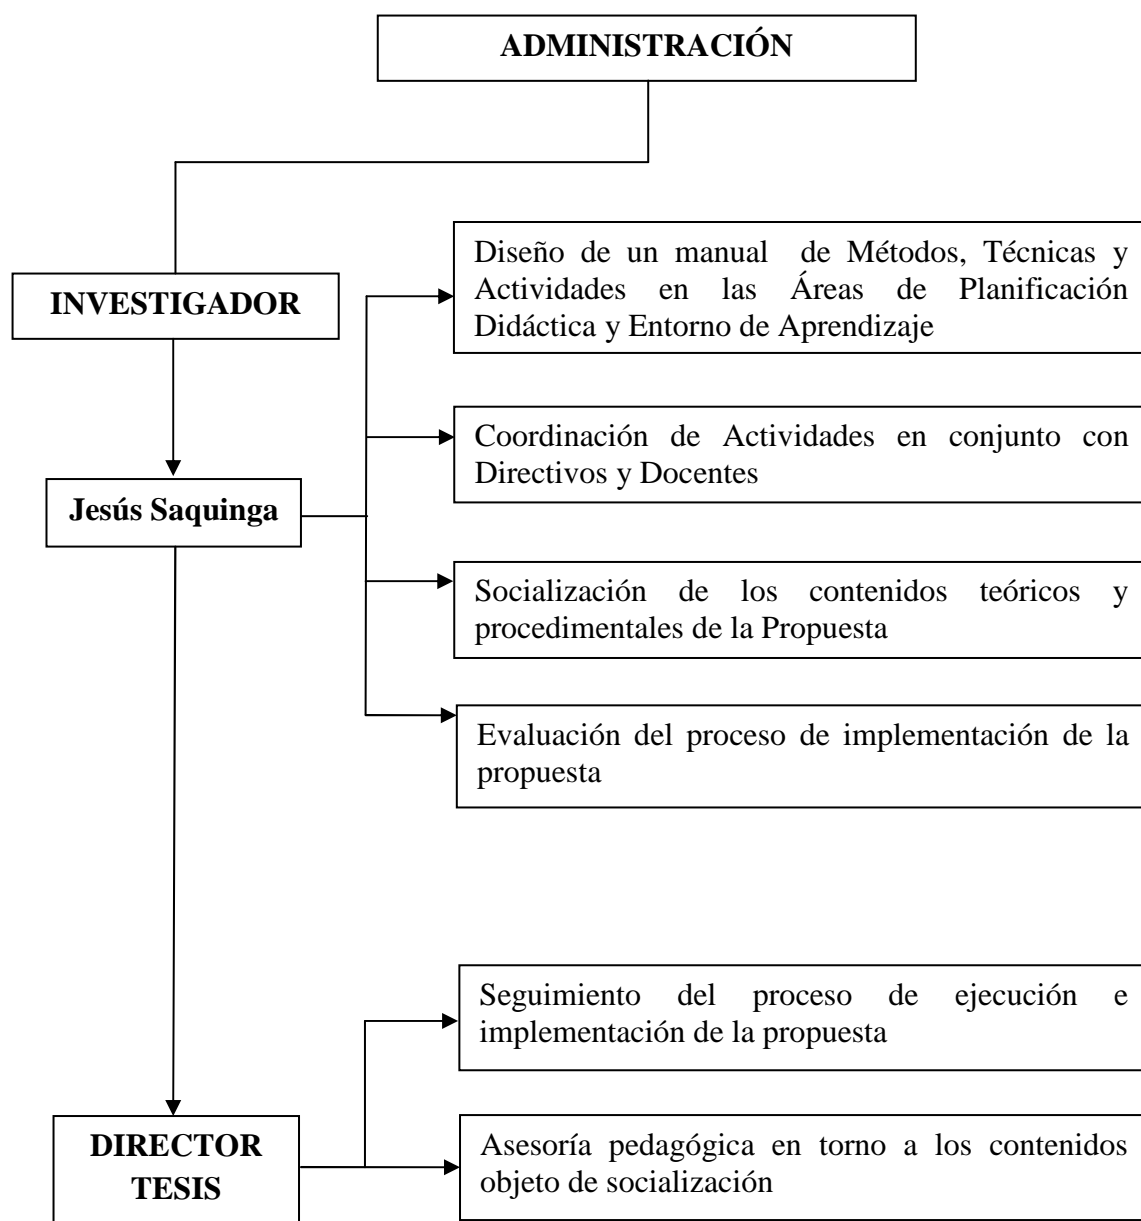 ADMINISTRACIÓN
INVESTIGADOR
Jesús Saquinga
Diseño de un manual de Métodos, Técnicas y
Actividades en las Áreas de Planificación
Didáctica y Entorno de Aprendizaje
Coordinación de Actividades en conjunto con
Directivos y Docentes
Socialización de los contenidos teóricos y
procedimentales de la Propuesta
Evaluación del proceso de implementación de la
propuesta
DIRECTOR
TESIS
Seguimiento del proceso de ejecución e
implementación de la propuesta
Asesoría pedagógica en torno a los contenidos
objeto de socialización